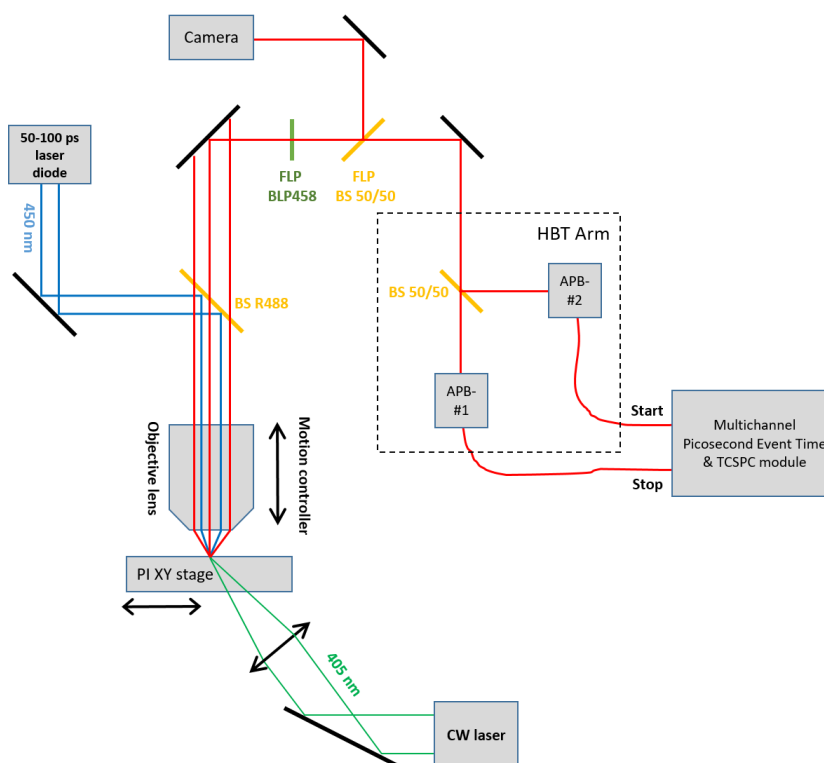 Camera
50-100 ps
laser
diode
450 nm
FLP
BLP458
FLP
BS 50/50
HBT Arm
BS 50/50
APB-
#2
BS R488
APB-
#1
Start
Multichannel
Picosecond Event Time
& TCSPC module
Stop
Objective lens
Motion controller
PI XY stage
405 nm
CW laser